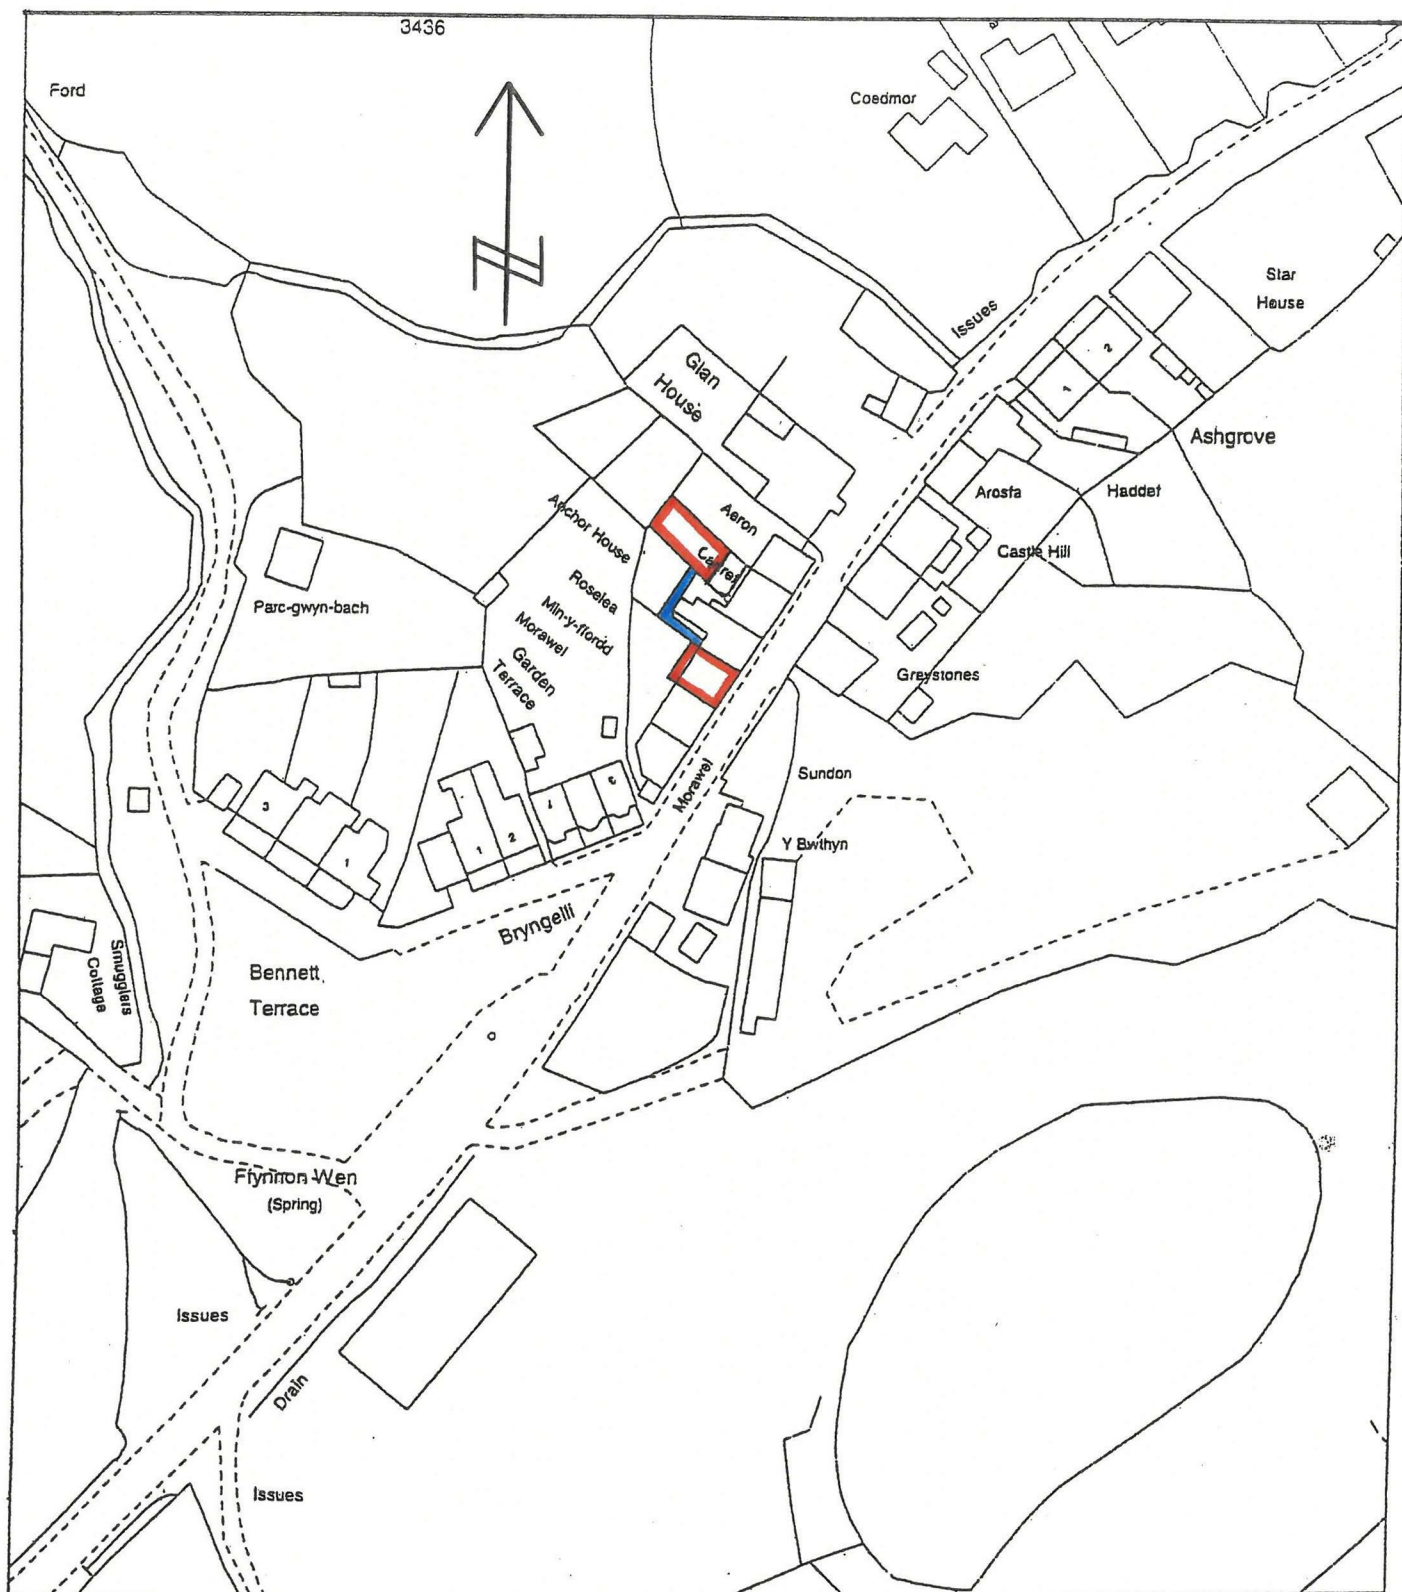 3436
Ford
Coedmor
Issues
Star
House
Glan
House
2
1
Ashgrove
Arosfa
Haddef
Aeron
Anchor House
Castle Hill
Roselea
Parc-gwyn-bach
Min-y-ffordd
Morawel
Garden
Terrace
Greystones
Morawel
Sundon
Y Bwthyn
3
1
1
2
Bryngelli
Smugglers
Cottage
Bennett
Terrace
Ffynnon Wen
(Spring)
Issues
Drain
Issues